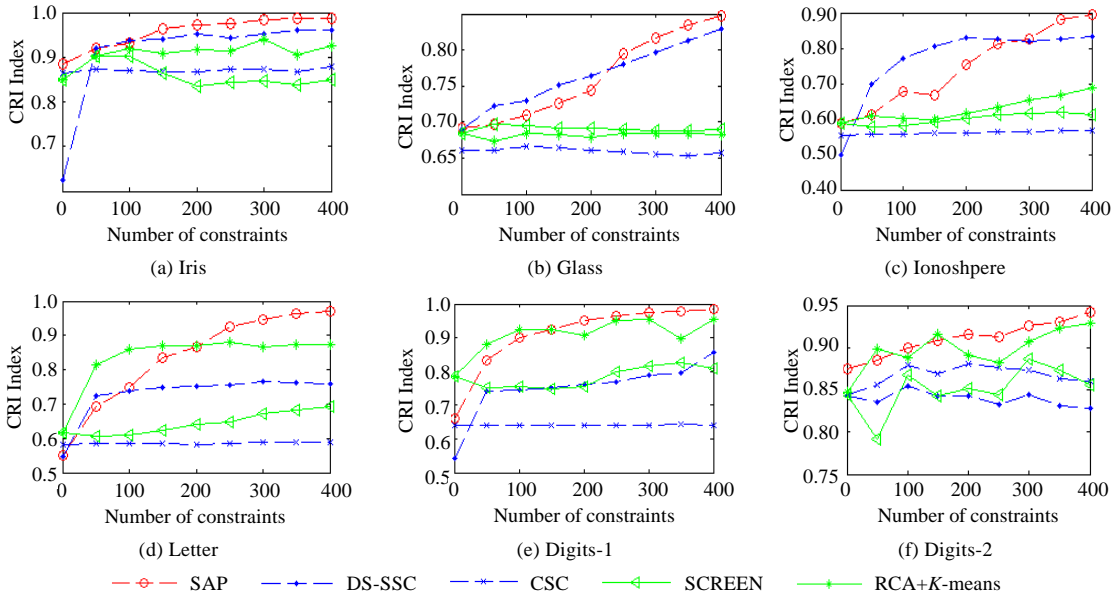 CRI Index
1.0
0.9
0.8
0.7
0 100 200 300 400
Number of constraints
(a) Iris
CRI Index
0.80
0.75
0.70
0.65
0 100 200 300 400
Number of constraints
(b) Glass
CRI Index
0.90
0.80
0.70
0.60
0.50
0.40
0 100 200 300 400
Number of constraints
(c) Ionoshpere
CRI Index
1.0
0.9
0.8
0.7
0.6
0.5
0 100 200 300 400
Number of constraints
(d) Letter
CRI Index
1.0
0.9
0.8
0.7
0.6
0.5
0 100 200 300 400
Number of constraints
(e) Digits-1
CRI Index
0.95
0.90
0.85
0.80
0.75
0 100 200 300 400
Number of constraints
(f) Digits-2
SAP DS-SSC CSC SCREEN RCA+K-means